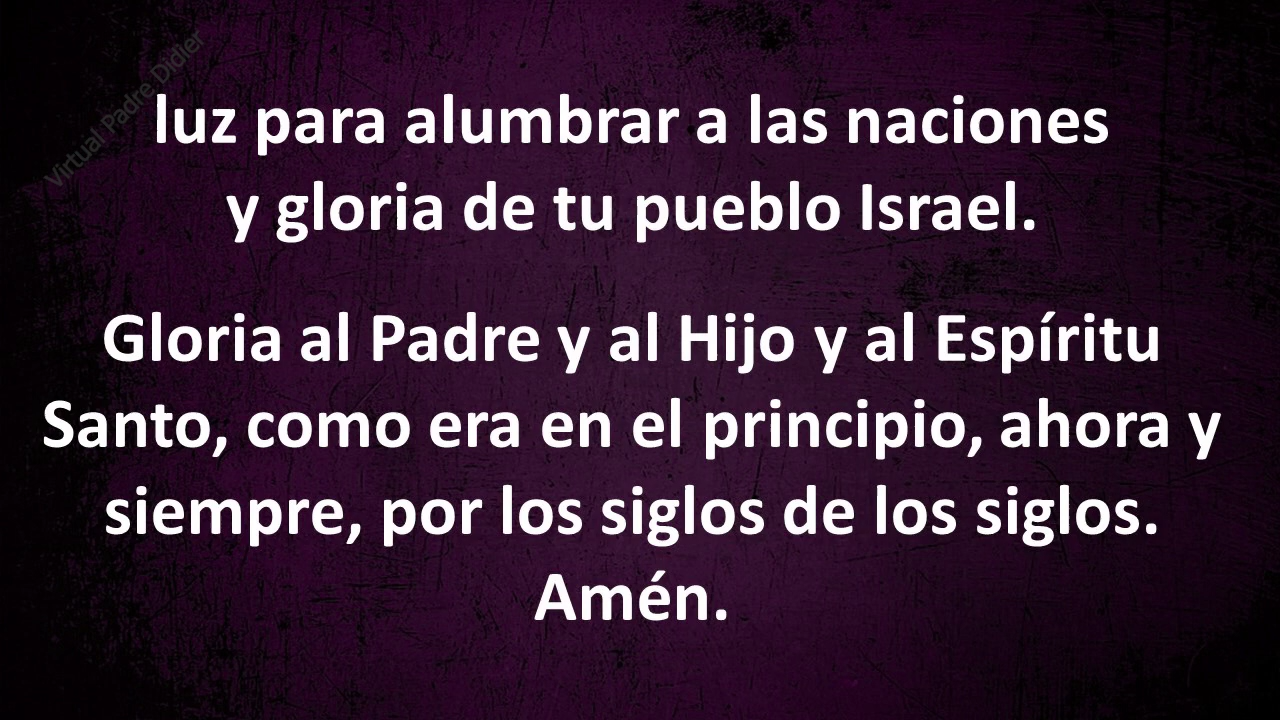 Virtual Padre Didier
luz para alumbrar a las naciones
y gloria de tu pueblo Israel.
Gloria al Padre y al Hijo y al Espíritu
Santo, como era en el principio, ahora y
siempre, por los siglos de los siglos.
Amén.